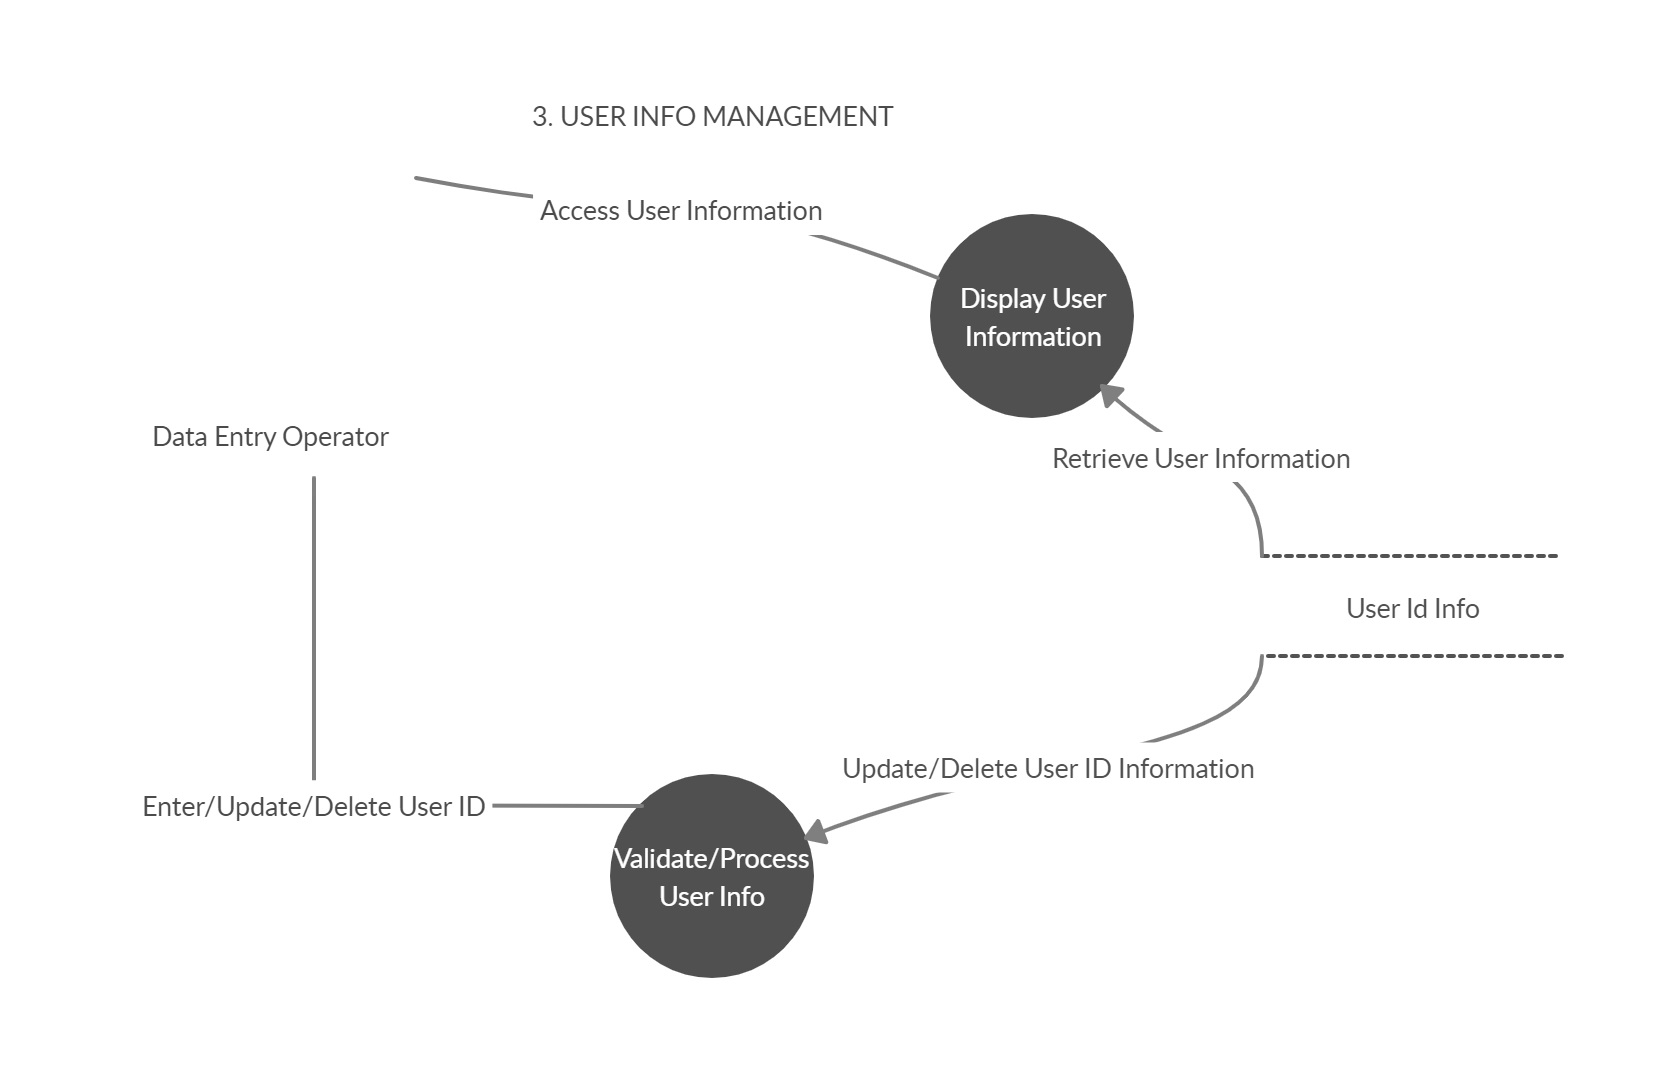 3. USER INFO MANAGEMENT
Access User Information
Display User
Information
Data Entry Operator
Retrieve User Information
User Id Info
Update/Delete User ID Information
Enter/Update/Delete User ID
Validate/Process
User Info